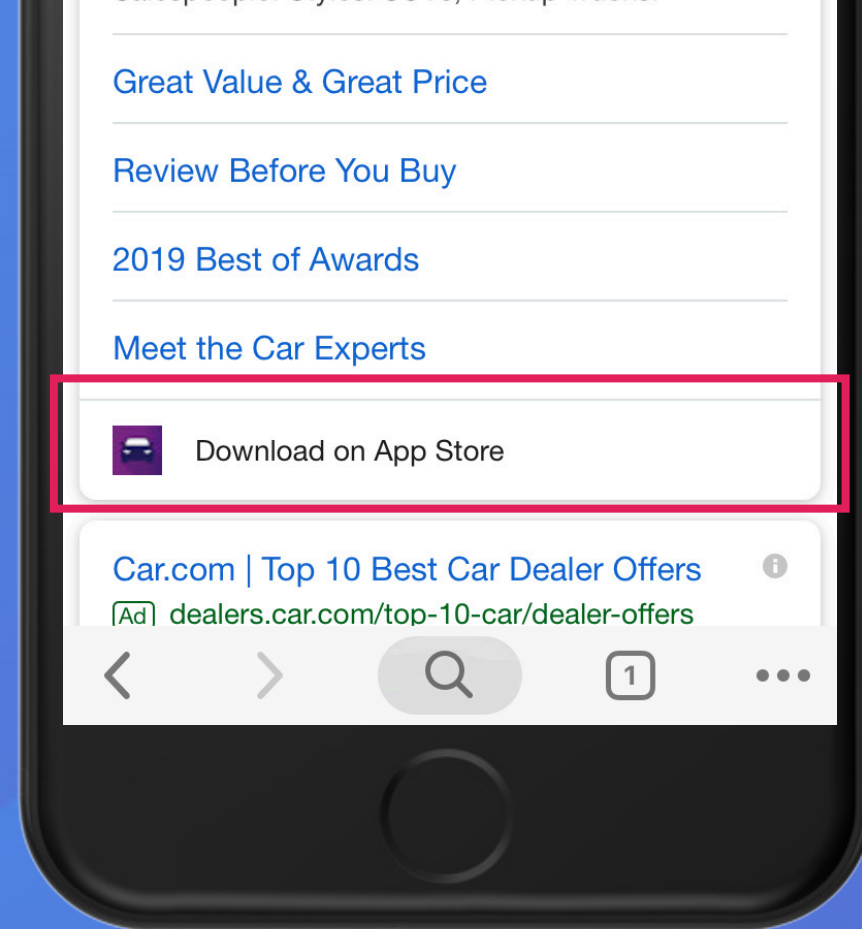 Great Value & Great Price
Review Before You Buy
2019 Best of Awards
Meet the Car Experts
Download on App Store
Car.com | Top 10 Best Car Dealer Offers
Ad dealers.car.com/top-10-car/dealer-offers
1